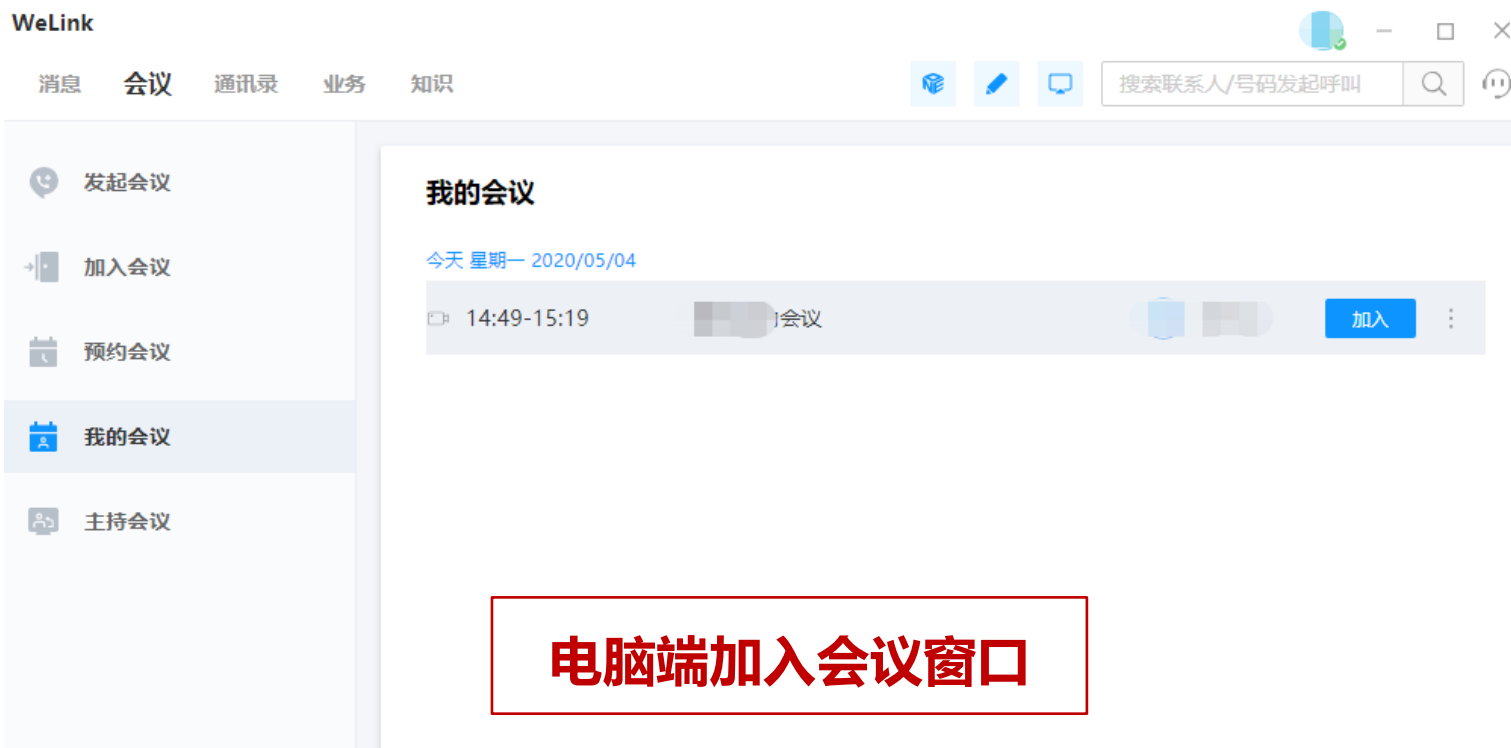 WeLink
消息 会议 通讯录 业务 知识
搜索联系人/号码发起呼叫
发起会议
加入会议
预约会议
我的会议
主持会议
我的会议
今天 星期一 2020/05/04
14:49-15:19 会议 加入
电脑端加入会议窗口